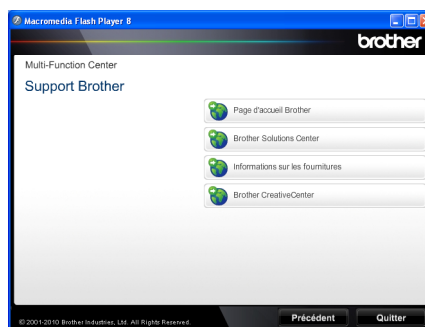 Macromedia Flash Player 8
brother
Multi-Function Center
Support Brother
Page d'accueil Brother
Brother Solutions Center
Informations sur les fournitures
Brother CreativeCenter
© 2001-2010 Brother Industries, Ltd. All Rights Reserved.
Précédent
Quitter